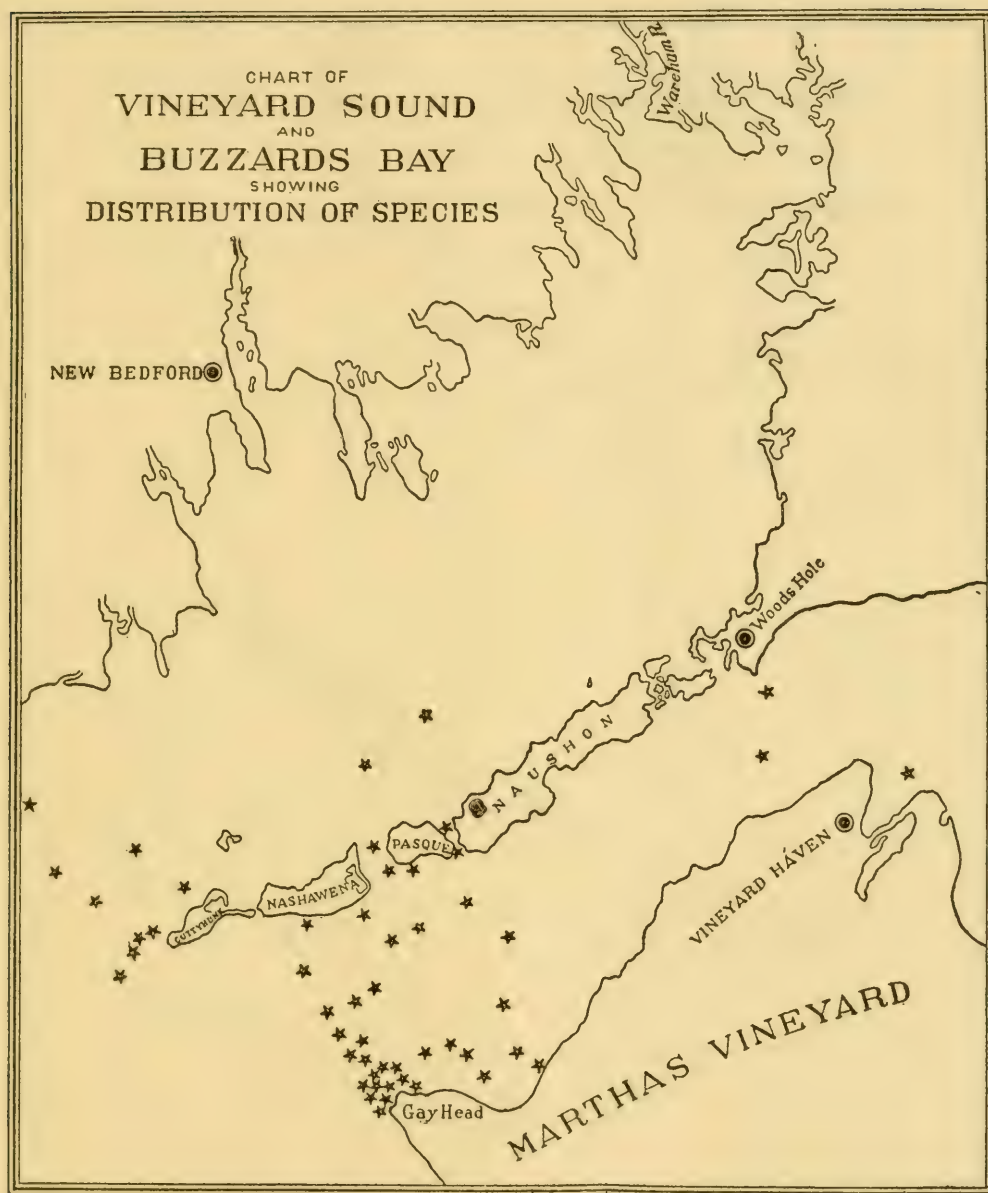 CHART OF
VINEYARD SOUND
AND
BUZZARDS BAY
SHOWING
DISTRIBUTION OF SPECIES
Wareham R.
NEW BEDFORD
Woods Hole
NAUSHON
PASQUE
NASHAWENA
CUTTYHUNK
VINEYARD HÁVEN
MARTHAS VINEYARD
Gay Head